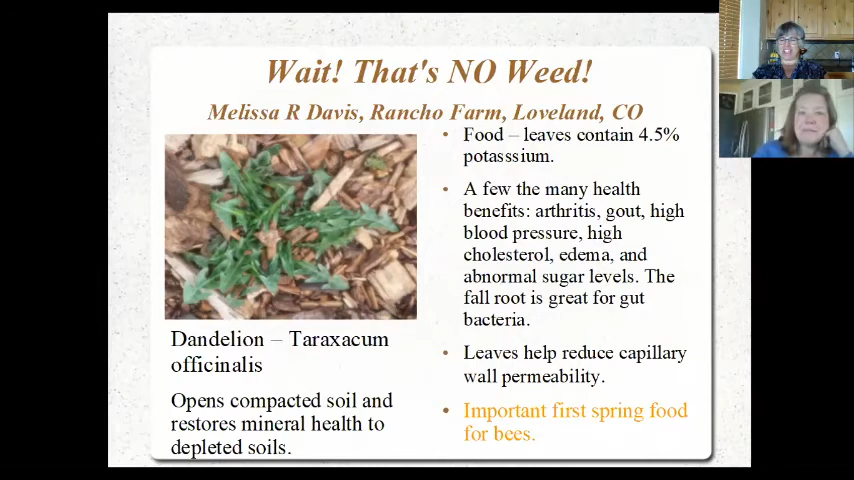 Wait! That's NO Weed!
Melissa R Davis, Rancho Farm, Loveland, CO
Dandelion – Taraxacum
officinalis
Opens compacted soil and
restores mineral health to
depleted soils.
• Food – leaves contain 4.5%
potasssium.
• A few the many health
benefits: arthritis, gout, high
blood pressure, high
cholesterol, edema, and
abnormal sugar levels. The
fall root is great for gut
bacteria.
• Leaves help reduce capillary
wall permeability.
• Important first spring food
for bees.